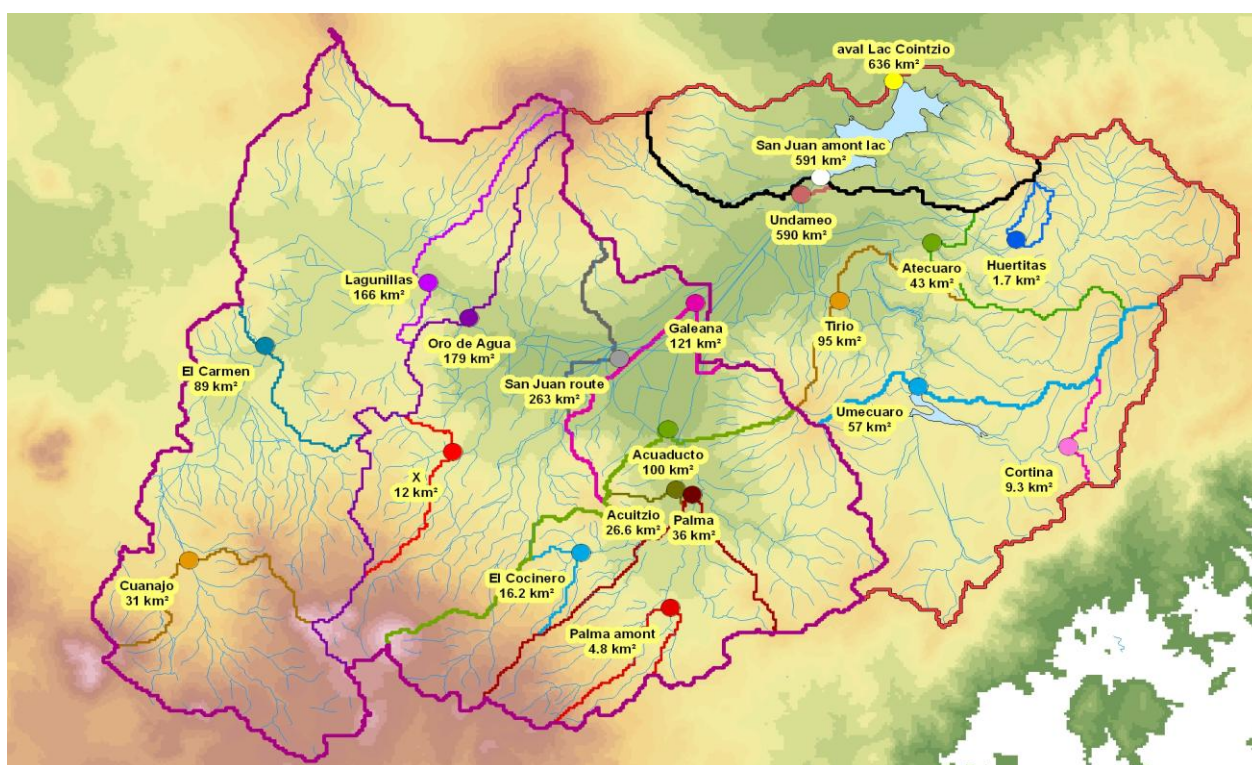 aval Lac Cointzio
636 km²
San Juan amont lac
591 km²
Undameo
590 km²
Atecuaro
43 km²
Huertitas
1.7 km²
Lagunillas
166 km²
Oro de Agua
179 km²
Galeana
121 km²
Tirio
95 km²
El Carmen
89 km²
San Juan route
263 km²
Umecuaro
57 km²
Acuaducto
100 km²
X
12 km²
Cortina
9.3 km²
Acuitzio
26.6 km²
Palma
36 km²
Cuanajo
31 km²
El Cocinero
16.2 km²
Palma amont
4.8 km²